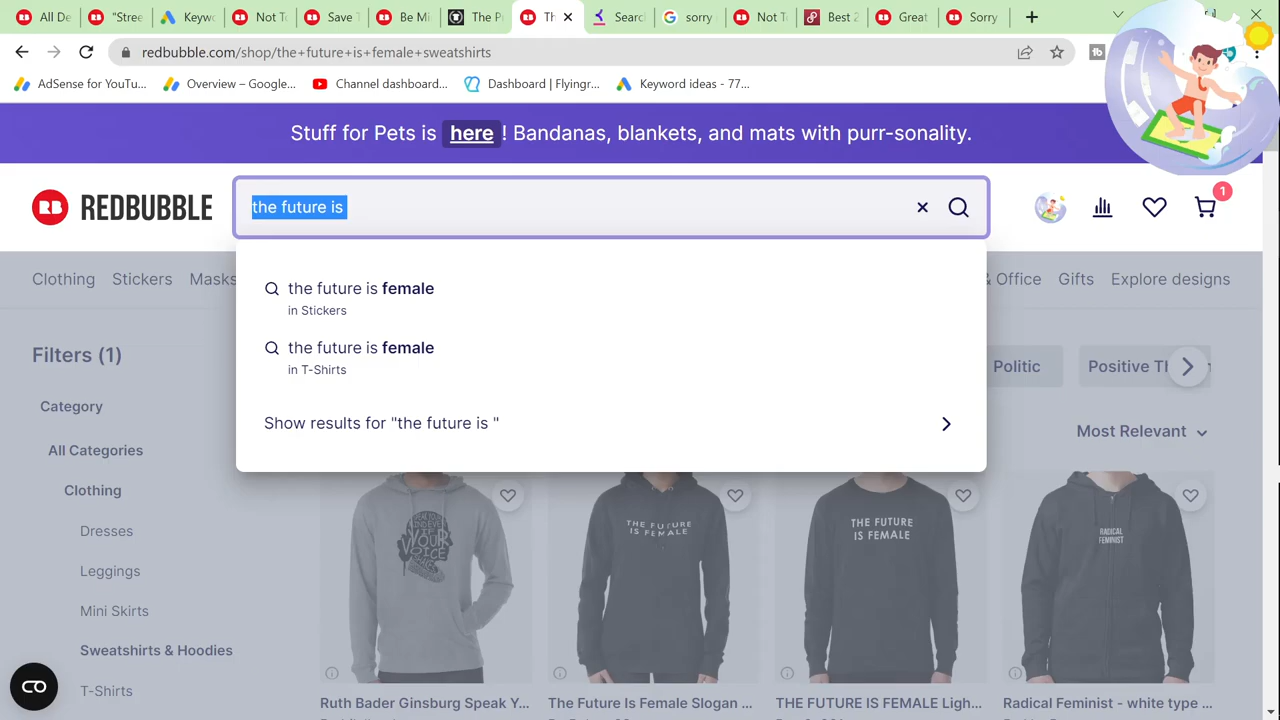 All De
"Stree
Keywo
Not To
Save T
Be Mi
The P
Th
Searc
sorry
Not To
Best 2
Great
Sorry
redbubble.com/shop/the+future+is+female+sweatshirts
AdSense for YouTu...
Overview – Google...
Channel dashboard...
Dashboard | Flyingr...
Keyword ideas - 77...
Stuff for Pets is here! Bandanas, blankets, and mats with purr-sonality.
RB REDBUBBLE
the future is
1
Clothing Stickers Masks & Office Gifts Explore designs
the future is female
in Stickers
the future is female
in T-Shirts
Show results for "the future is "
Filters (1)
Politic
Positive Th
Most Relevant
Category
All Categories
Clothing
Dresses
Leggings
Mini Skirts
Sweatshirts & Hoodies
T-Shirts
YOUR
VOICE
THE FUTURE
IS FEMALE
THE FUTURE
IS FEMALE
RADICAL
FEMINIST
Ruth Bader Ginsburg Speak Y...
The Future Is Female Slogan ...
THE FUTURE IS FEMALE Ligh...
Radical Feminist - white type ...